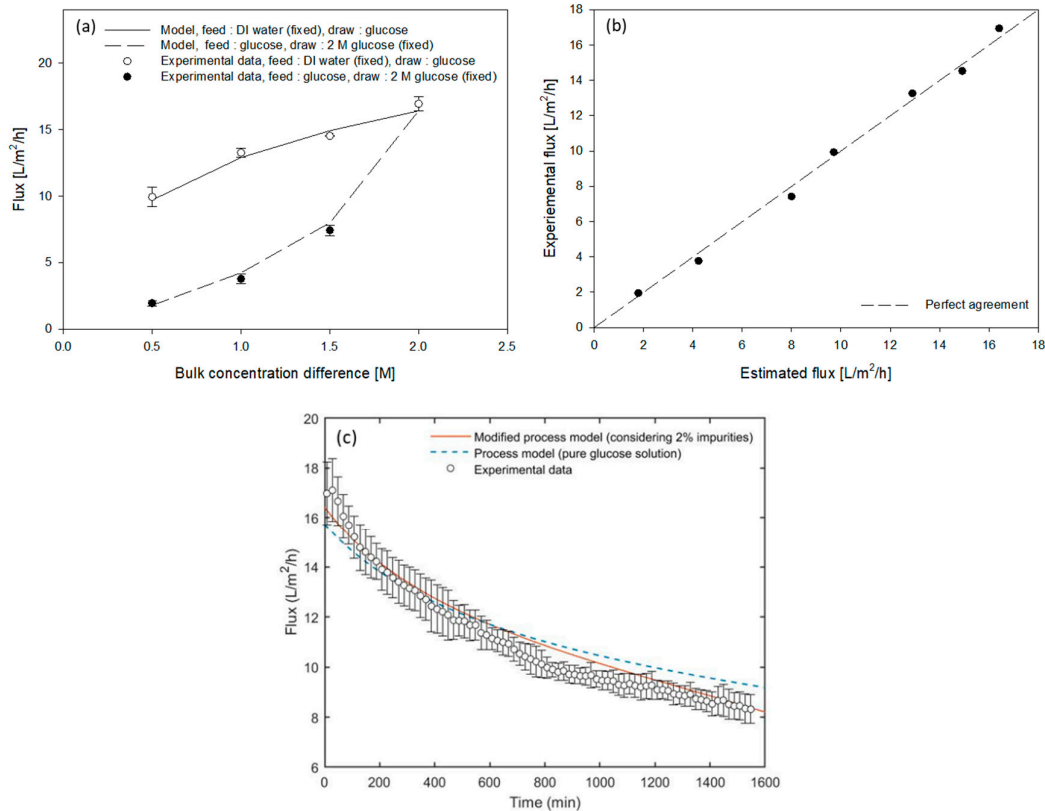 (a)
Model, feed : DI water (fixed), draw : glucose
Model, feed : glucose, draw : 2 M glucose (fixed)
Experimental data, feed : DI water (fixed), draw : glucose
Experimental data, feed : glucose, draw : 2 M glucose (fixed)
20
15
10
5
0
Flux [L/m²/h]
0.0 0.5 1.0 1.5 2.0 2.5
Bulk concentration difference [M]
(b)
18
16
14
12
10
8
6
4
2
0
Experiemental flux [L/m²/h]
Perfect agreement
0 2 4 6 8 10 12 14 16 18
Estimated flux [L/m²/h]
(c)
Modified process model (considering 2% impurities)
Process model (pure glucose solution)
Experimental data
20
18
16
14
12
10
8
6
Flux (L/m²/h)
0 200 400 600 800 1000 1200 1400 1600
Time (min)